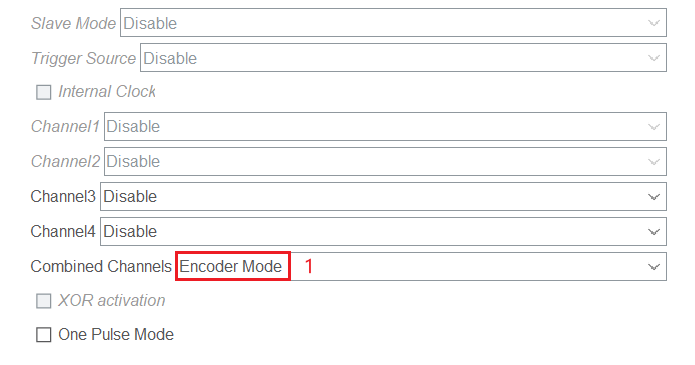 Slave Mode Disable
Trigger Source Disable
Internal Clock
Channel1 Disable
Channel2 Disable
Channel3 Disable
Channel4 Disable
Combined Channels Encoder Mode 1
XOR activation
One Pulse Mode